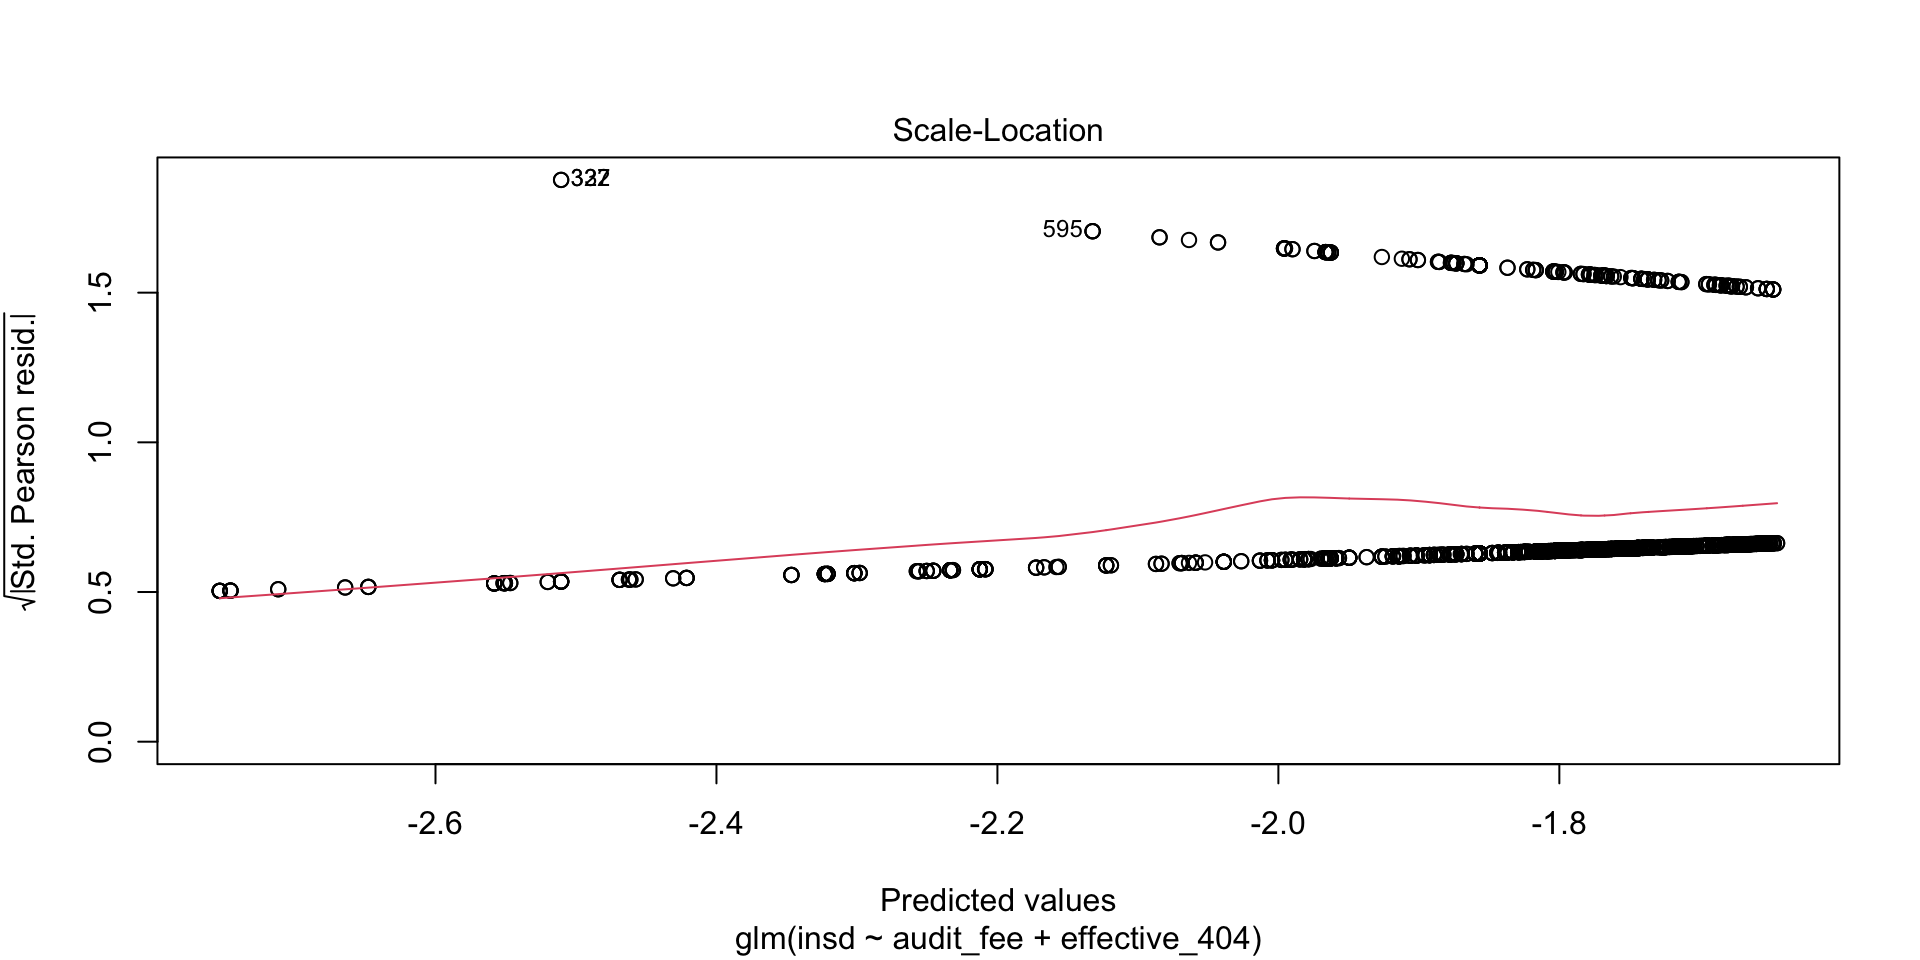 Scale-Location
√|Std. Pearson resid.|
0.0
0.5
1.0
1.5
595
-2.6
-2.4
-2.2
-2.0
-1.8
Predicted values
glm(insd ~ audit_fee + effective_404)